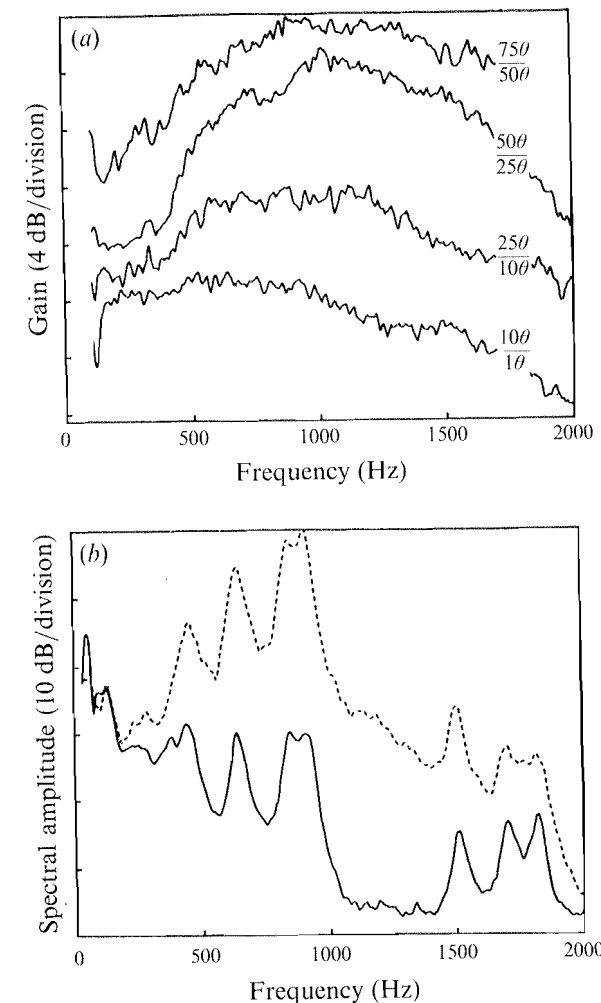 (a)
Gain (4 dB/division)
75θ
50θ
50θ
25θ
25θ
10θ
10θ
1θ
0 500 1000 1500 2000
Frequency (Hz)
(b)
Spectral amplitude (10 dB/division)
0 500 1000 1500 2000
Frequency (Hz)